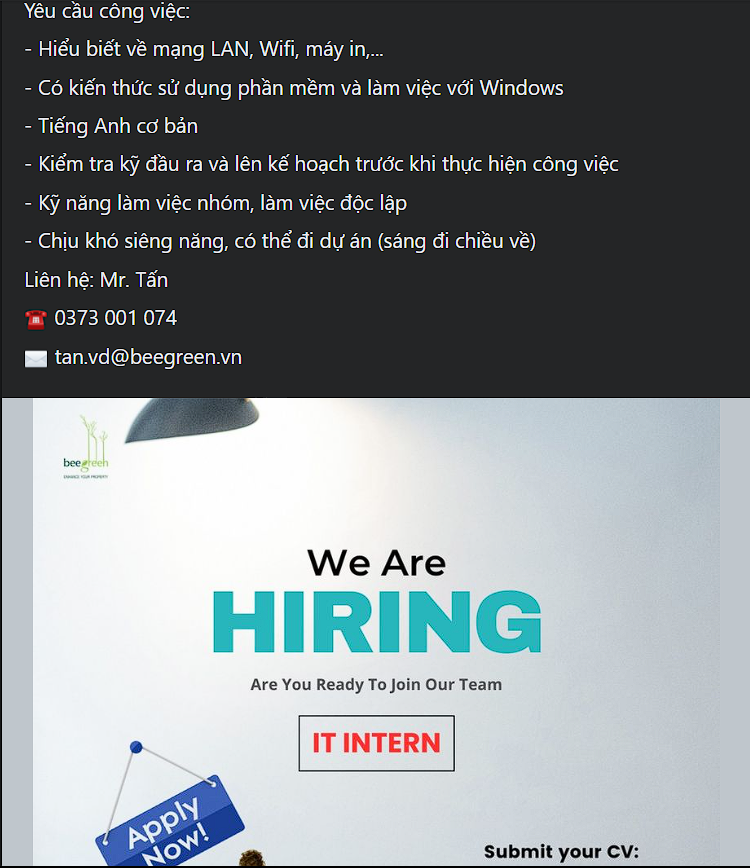 Yêu cầu công việc:
- Hiểu biết về mạng LAN, Wifi, máy in,...
- Có kiến thức sử dụng phần mềm và làm việc với Windows
- Tiếng Anh cơ bản
- Kiểm tra kỹ đầu ra và lên kế hoạch trước khi thực hiện công việc
- Kỹ năng làm việc nhóm, làm việc độc lập
- Chịu khó siêng năng, có thể đi dự án (sáng đi chiều về)
Liên hệ: Mr. Tấn
☎️ 0373 001 074
✉️ tan.vd@beegreen.vn
beegreen
ENHANCE YOUR PROPERTY
We Are
HIRING
Are You Ready To Join Our Team
IT INTERN
Apply
Now!
Submit your CV: